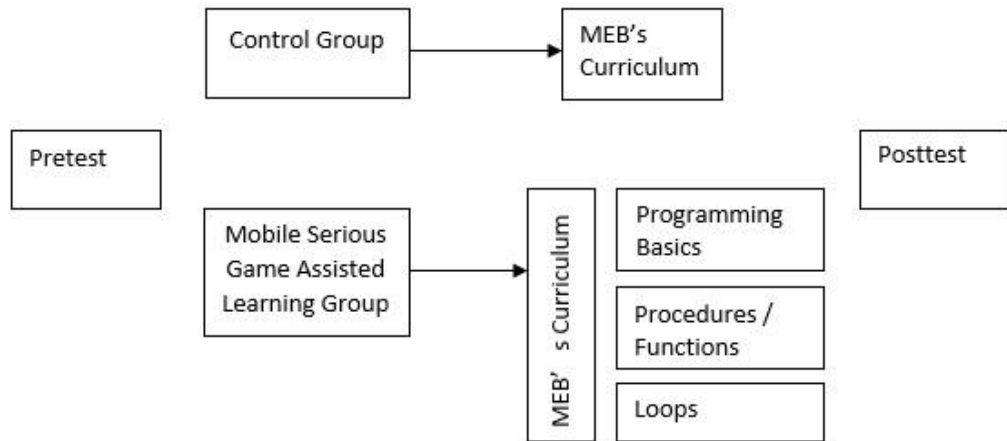 Control Group
MEB's
Curriculum
Pretest
Posttest
Mobile Serious
Game Assisted
Learning Group
MEB' s Curriculum
Programming
Basics
Procedures /
Functions
Loops